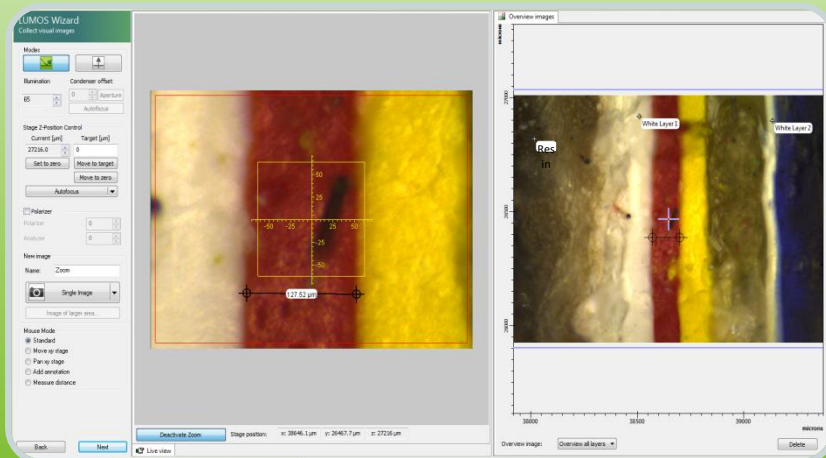 LUMOS Wizard
Collect visual images
Modes
Illumination Condenser offset
65 0 Aperture
Autofocus
Stage Z-Position Control
Current [µm] Target [µm]
27216.0 0
Set to zero Move to target
Move to zero
Autofocus
Polarizer
Polarizer 0
Analyzer 0
New image
Name: Zoom
Single Image
Image of larger area...
Mouse Mode
Standard
Move xy stage
Pan xy stage
Add annotation
Measure distance
Back Next
50
25
-50 -25 25 50
-25
-50
127.52 µm
Deactivate Zoom Stage position: x: 38646.1 µm y: 26467.7 µm z: 27216 µm
Live view
Overview images
microns
27000
White Layer 1
White Layer 2
Res
in
26000
38000 38500 39000
microns
Overview image: Overview all layers Delete